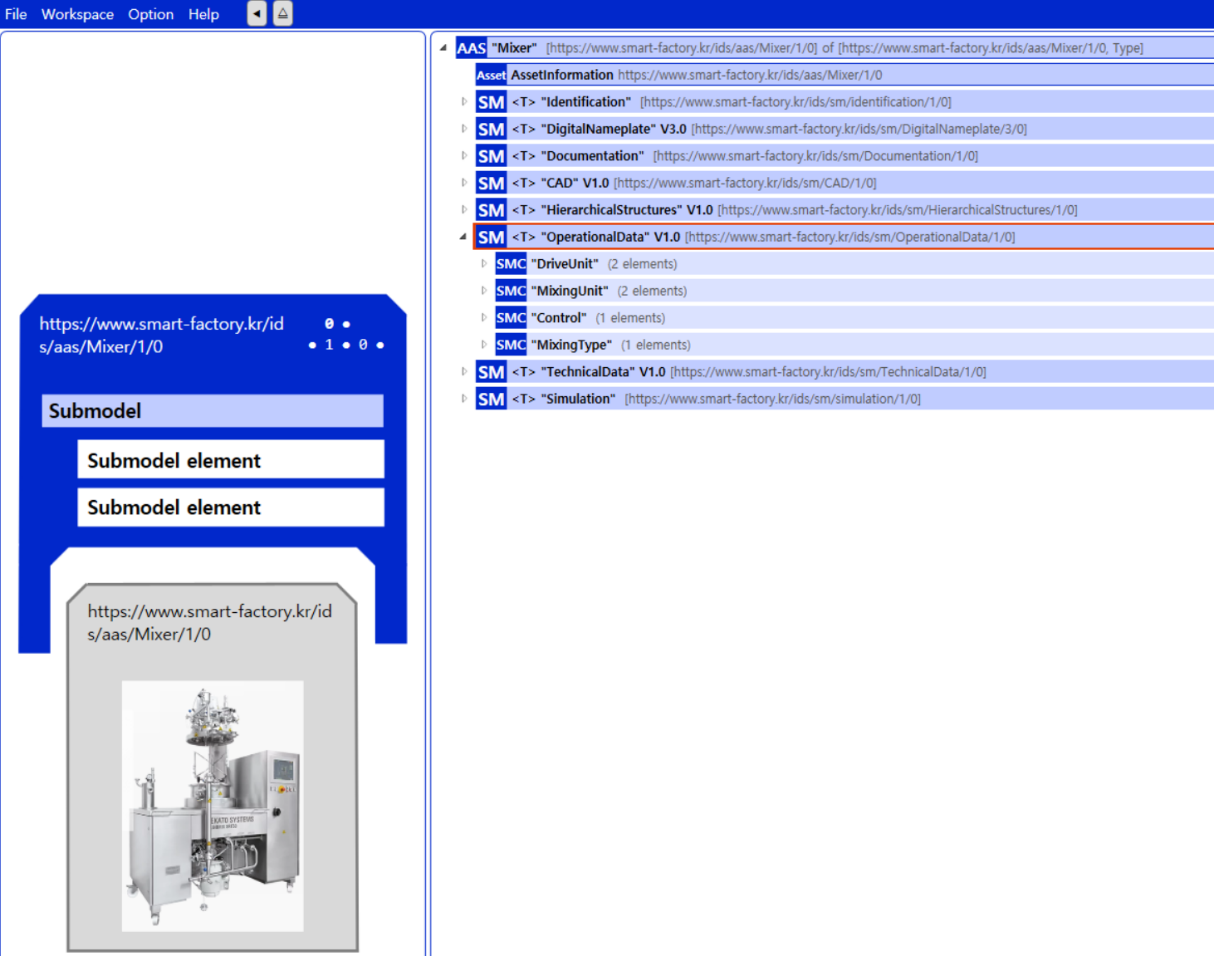 File Workspace Option Help
https://www.smart-factory.kr/id
s/aas/Mixer/1/0
0
1 0
Submodel
Submodel element
Submodel element
https://www.smart-factory.kr/id
s/aas/Mixer/1/0
EKATO SYSTEMS
AAS "Mixer" [https://www.smart-factory.kr/ids/aas/Mixer/1/0] of [https://www.smart-factory.kr/ids/aas/Mixer/1/0, Type]
Asset AssetInformation https://www.smart-factory.kr/ids/aas/Mixer/1/0
SM <T> "Identification" [https://www.smart-factory.kr/ids/sm/identification/1/0]
SM <T> "DigitalNameplate" V3.0 [https://www.smart-factory.kr/ids/sm/DigitalNameplate/3/0]
SM <T> "Documentation" [https://www.smart-factory.kr/ids/sm/Documentation/1/0]
SM <T> "CAD" V1.0 [https://www.smart-factory.kr/ids/sm/CAD/1/0]
SM <T> "HierarchicalStructures" V1.0 [https://www.smart-factory.kr/ids/sm/HierarchicalStructures/1/0]
SM <T> "OperationalData" V1.0 [https://www.smart-factory.kr/ids/sm/OperationalData/1/0]
SMC "DriveUnit" (2 elements)
SMC "MixingUnit" (2 elements)
SMC "Control" (1 elements)
SMC "MixingType" (1 elements)
SM <T> "TechnicalData" V1.0 [https://www.smart-factory.kr/ids/sm/TechnicalData/1/0]
SM <T> "Simulation" [https://www.smart-factory.kr/ids/sm/simulation/1/0]